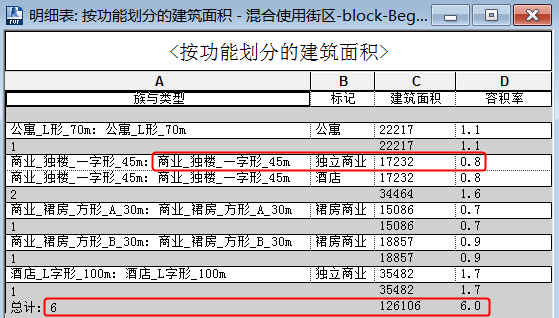 明细表: 按功能划分的建筑面积 - 混合使用街区-block-Beg...
<按功能划分的建筑面积>
A B C D
族与类型 标记 建筑面积 容积率
公寓_L形_70m: 公寓_L形_70m 公寓 22217 1.1
1 22217 1.1
商业_独楼_一字形_45m: 商业_独楼_一字形_45m 独立商业 17232 0.8
商业_独楼_一字形_45m: 商业_独楼_一字形_45m 酒店 17232 0.8
2 34464 1.6
商业_裙房_方形_A_30m: 商业_裙房_方形_A_30m 裙房商业 15086 0.7
1 15086 0.7
商业_裙房_方形_B_30m: 商业_裙房_方形_B_30m 裙房商业 18857 0.9
1 18857 0.9
酒店_L字形_100m: 酒店_L字形_100m 独立商业 35482 1.7
1 35482 1.7
总计: 6 126106 6.0